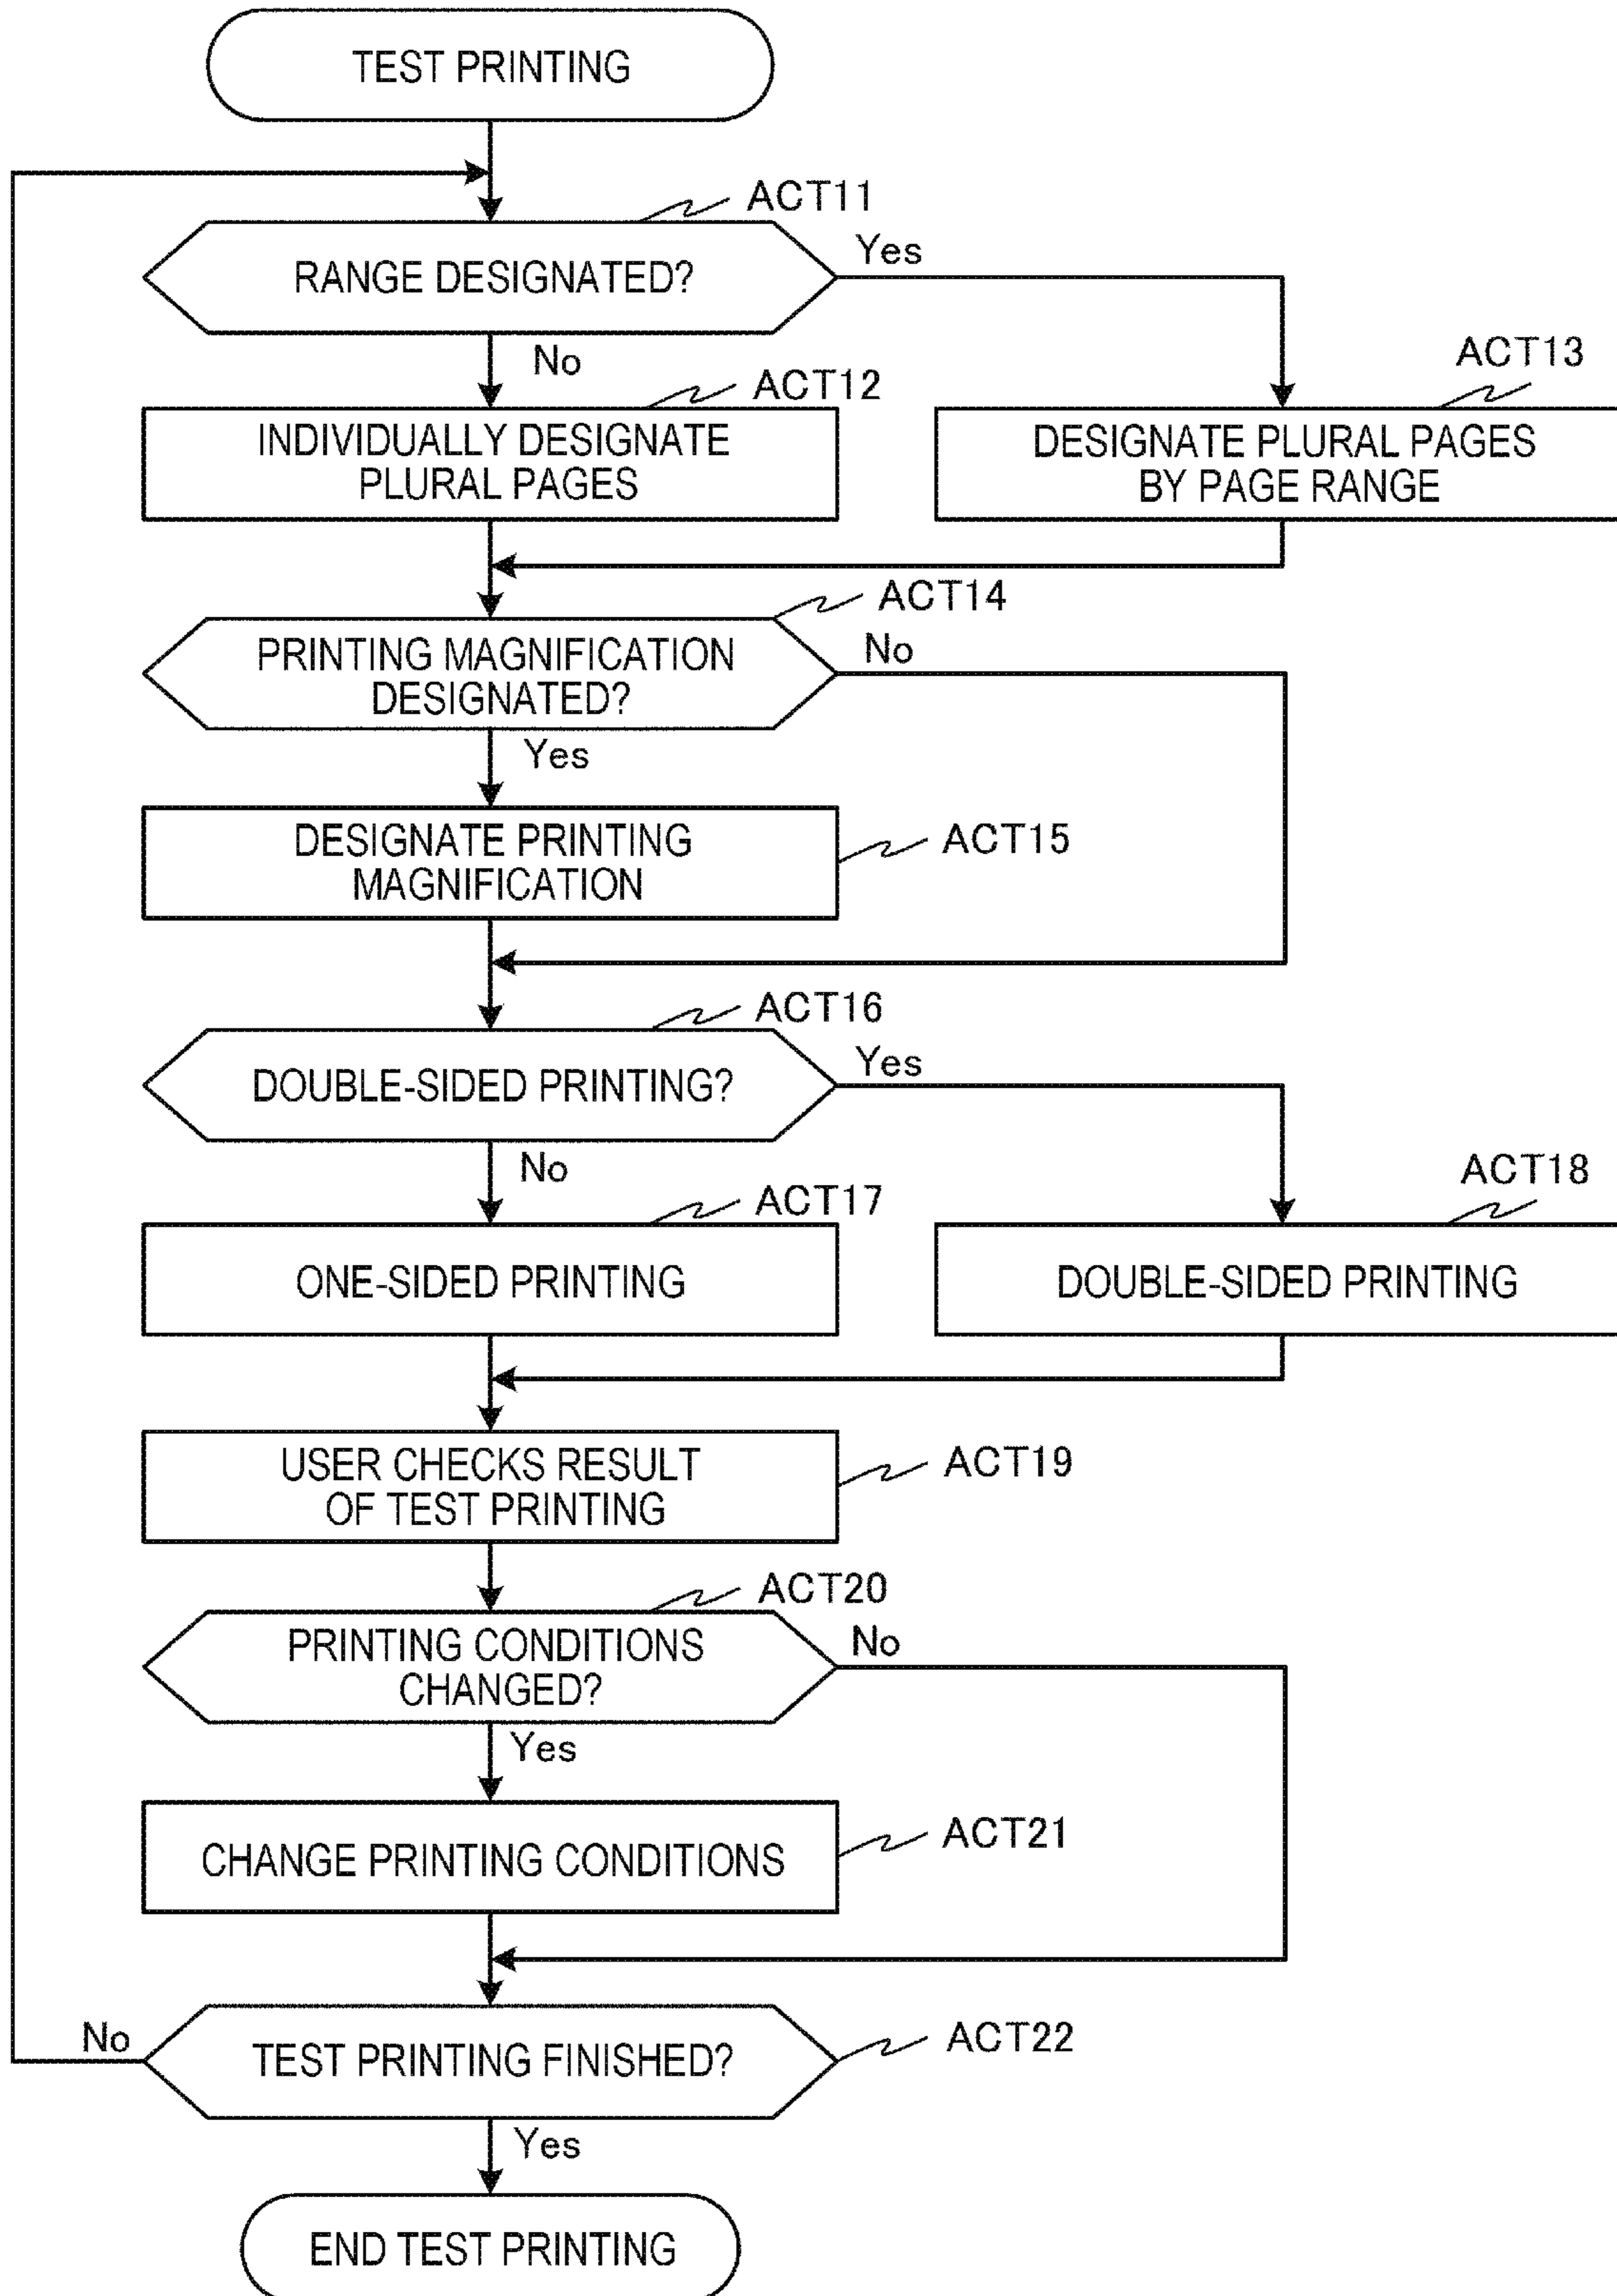 TEST PRINTING
ACT11
RANGE DESIGNATED?
Yes
No
ACT12
ACT13
INDIVIDUALLY DESIGNATE
PLURAL PAGES
DESIGNATE PLURAL PAGES
BY PAGE RANGE
ACT14
PRINTING MAGNIFICATION
DESIGNATED?
No
Yes
DESIGNATE PRINTING
MAGNIFICATION
ACT15
ACT16
DOUBLE-SIDED PRINTING?
Yes
No
ACT17
ACT18
ONE-SIDED PRINTING
DOUBLE-SIDED PRINTING
USER CHECKS RESULT
OF TEST PRINTING
ACT19
ACT20
PRINTING CONDITIONS
CHANGED?
No
Yes
CHANGE PRINTING CONDITIONS
ACT21
No
TEST PRINTING FINISHED?
ACT22
Yes
END TEST PRINTING